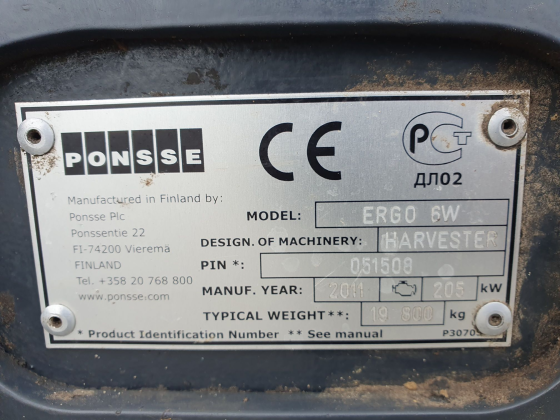 PONSSE
CE
РСТ
ДЛ02
Manufactured in Finland by:
Ponsse Plc
Ponssentie 22
FI-74200 Vieremä
FINLAND
Tel. +358 20 768 800
www.ponsse.com
MODEL: ERGO 6W
DESIGN. OF MACHINERY: HARVESTER
PIN *: 051508
MANUF. YEAR: 2011 205 kW
TYPICAL WEIGHT**: 19 500 kg
* Product Identification Number ** See manual